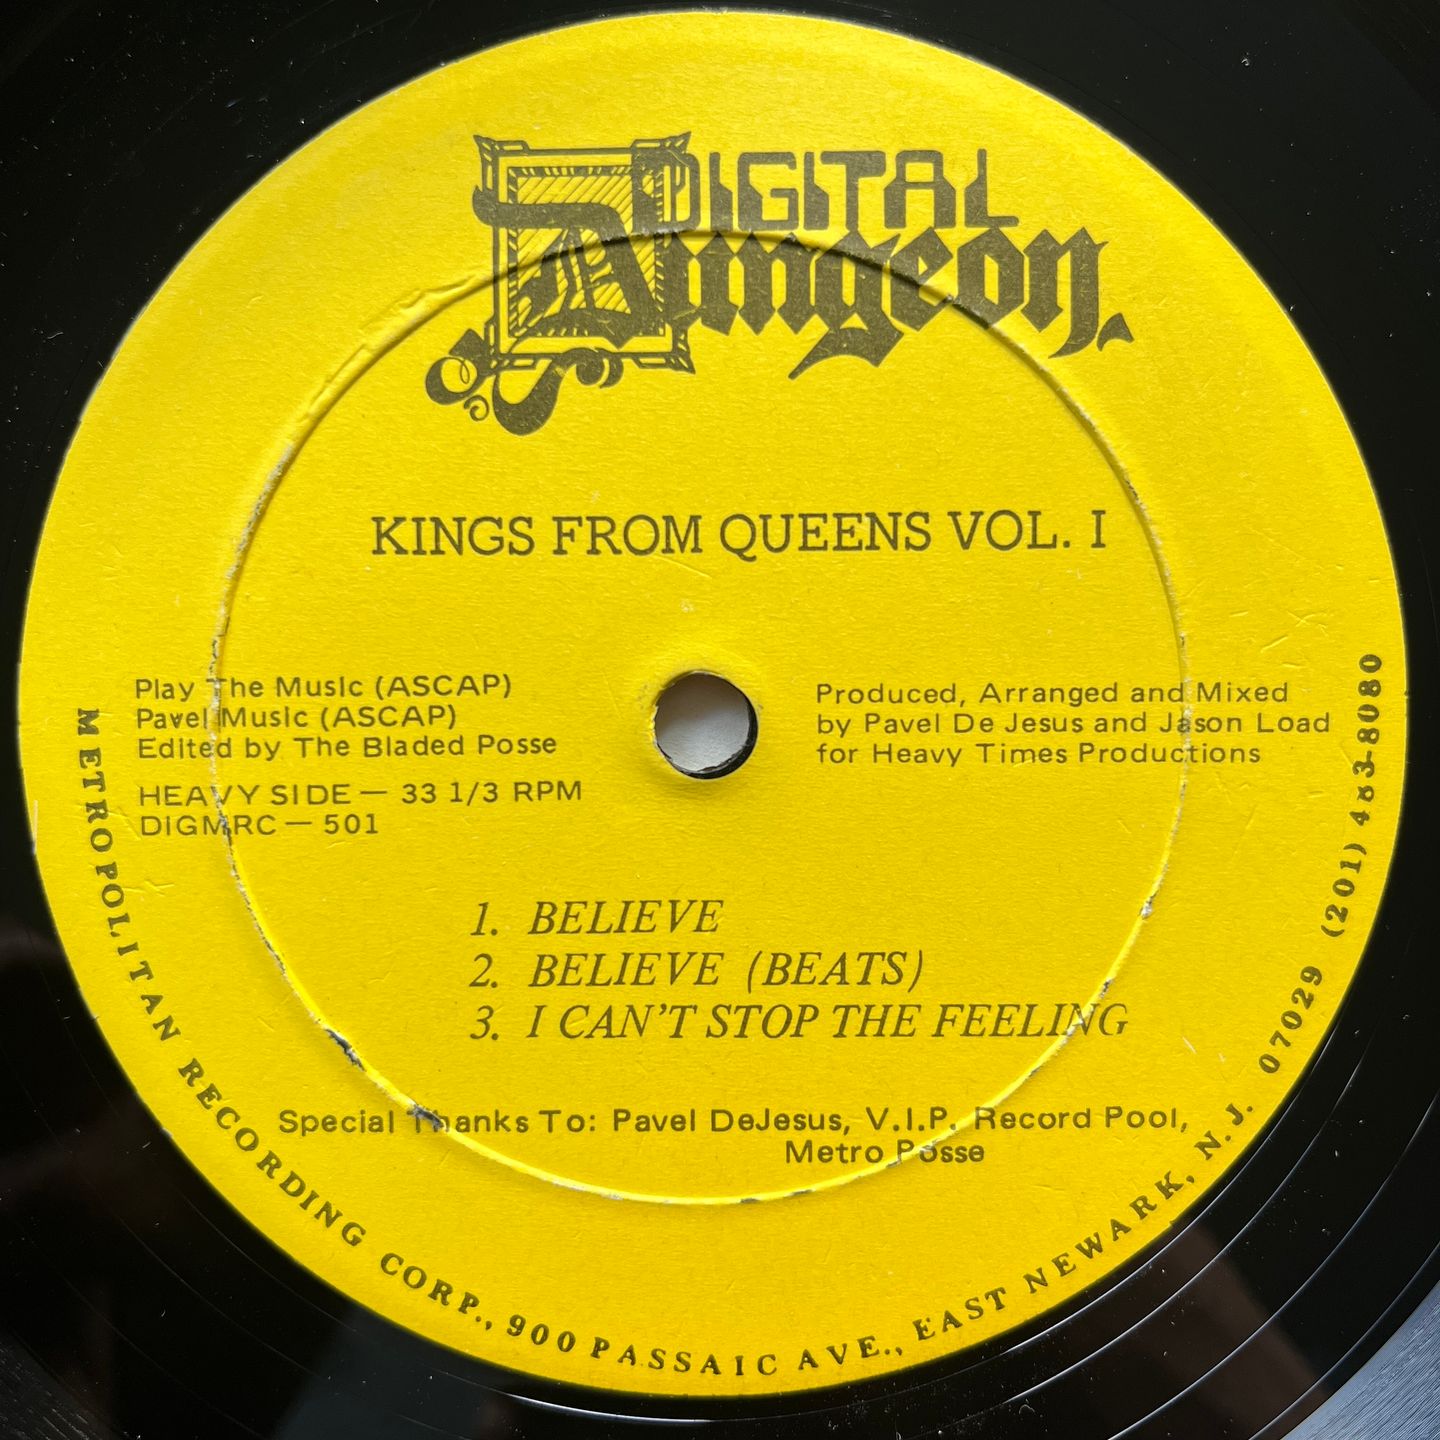 DIGITAL
Dungeon
KINGS FROM QUEENS VOL. I
Play The Music (ASCAP)
Pavel Music (ASCAP)
Edited by The Bladed Posse
HEAVY SIDE — 33 1/3 RPM
DIGMRC — 501
Produced, Arranged and Mixed
by Pavel De Jesus and Jason Load
for Heavy Times Productions
1. BELIEVE
2. BELIEVE (BEATS)
3. I CAN'T STOP THE FEELING
Special Thanks To: Pavel DeJesus, V.I.P. Record Pool,
Metro Posse
METROPOLITAN RECORDING CORP., 900 PASSAIC AVE., EAST NEWARK, N.J. 07029 (201) 483-8080